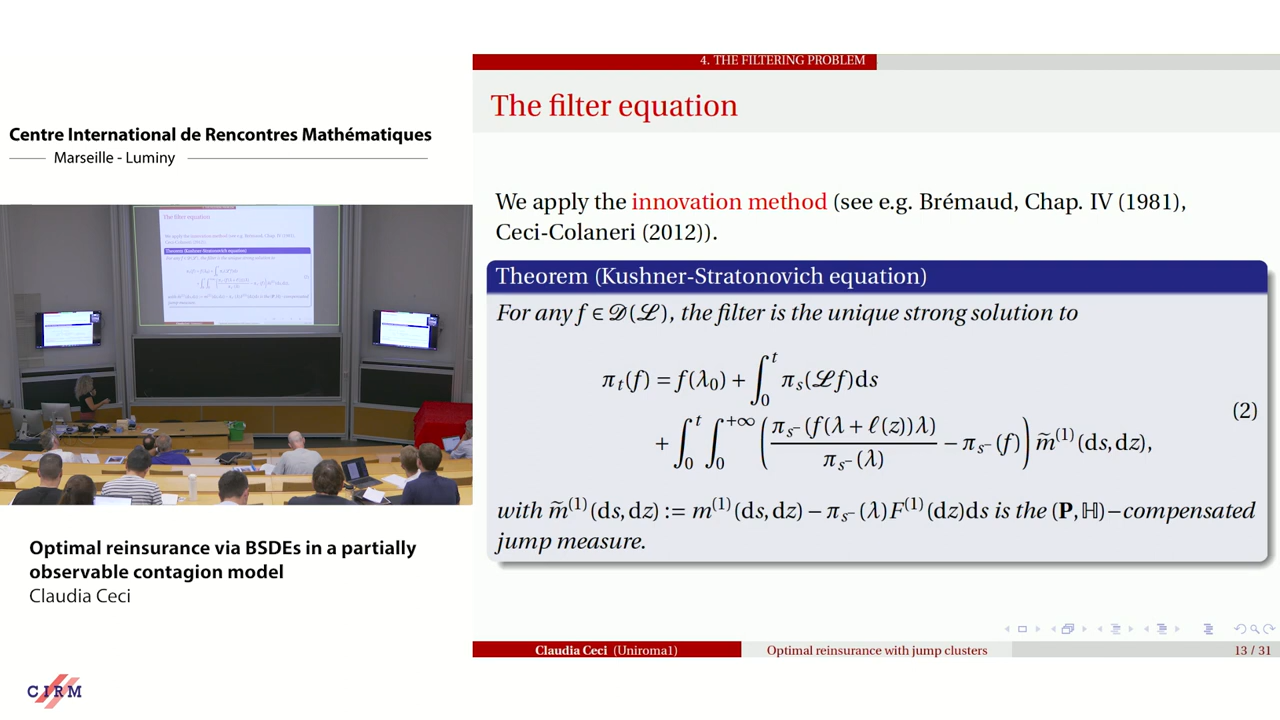 Centre International de Rencontres Mathématiques
Marseille - Luminy
Optimal reinsurance via BSDEs in a partially
observable contagion model
Claudia Ceci
CIRM
4. THE FILTERING PROBLEM
The filter equation
We apply the innovation method (see e.g. Brémaud, Chap. IV (1981),
Ceci-Colaneri (2012)).
Theorem (Kushner-Stratonovich equation)
For any f ∈ 𝒟(ℒ), the filter is the unique strong solution to
π_t(f) = f(λ_0) + ∫_0^t π_s(ℒf)ds
+ ∫_0^t ∫_0^{+∞} ( π_{s^-}(f(λ + ℓ(z))λ) / π_{s^-}(λ) − π_{s^-}(f) ) m̃^{(1)}(ds,dz), (2)
with m̃^{(1)}(ds,dz) := m^{(1)}(ds,dz) − π_{s^-}(λ)F^{(1)}(dz)ds is the (P,ℍ)−compensated
jump measure.
Claudia Ceci (Uniroma1) Optimal reinsurance with jump clusters 13 / 31